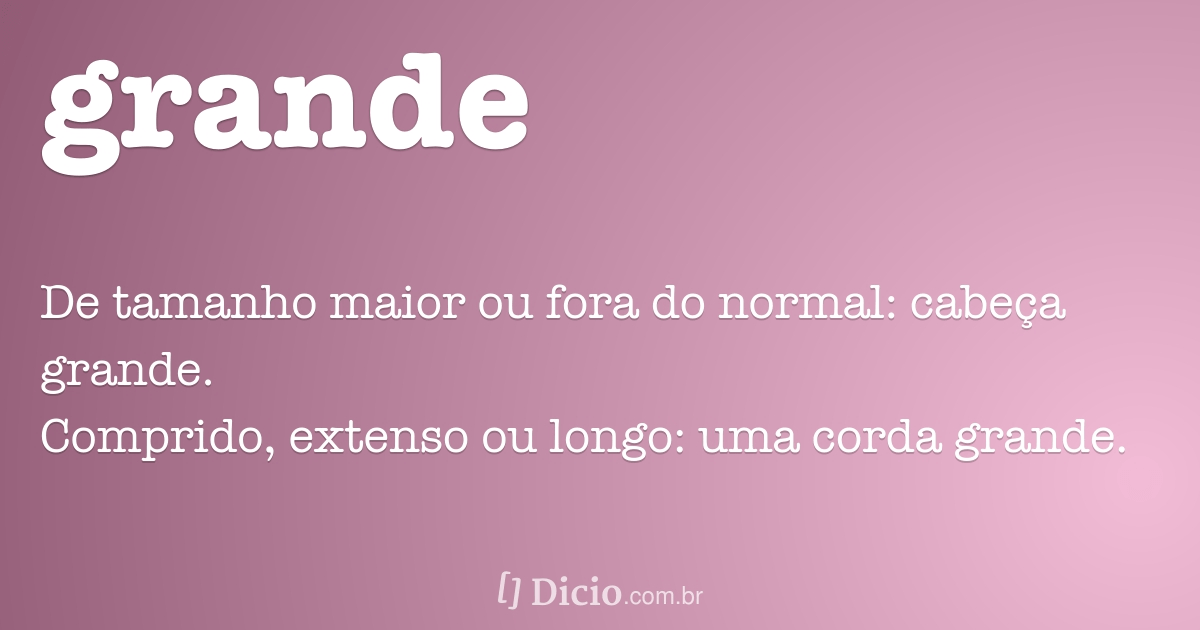 grande
De tamanho maior ou fora do normal: cabeça
grande.
Comprido, extenso ou longo: uma corda grande.
[] Dicio.com.br